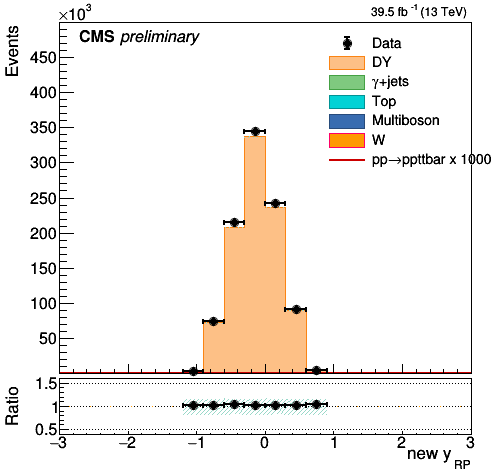 ×10³
39.5 fb⁻¹ (13 TeV)
CMS preliminary
Events
450
400
350
300
250
200
150
100
50
Data
DY
γ+jets
Top
Multiboson
W
pp→ppttbar x 1000
Ratio
1.5
1
0.5
−3 −2 −1 0 1 2 3
new y_RP